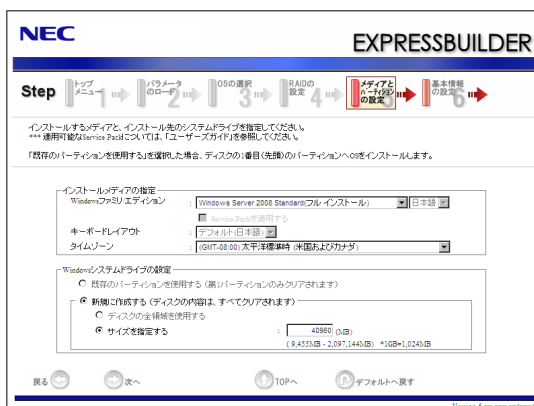 NEC
EXPRESSBUILDER
Step トップメニュー 1 パラメータのロード 2 OSの選択 3 RAIDの設定 4 メディアとパーティションの設定 5 基本情報の設定 6
インストールするメディアと、インストール先のシステムドライブを指定してください。
*** 適用可能なService Packについては、「ユーザーズガイド」を参照してください。
「既存のパーティションを使用する」を選択した場合、ディスクの1番目(先頭)のパーティションへOSをインストールします。
インストールメディアの指定
Windowsファミリ/エディション : Windows Server 2008 Standard(フル インストール) 日本語
Service Packを適用する
キーボードレイアウト : デフォルト(日本語)
タイムゾーン : (GMT-08:00) 太平洋標準時 (米国およびカナダ)
Windowsシステムドライブの設定
既存のパーティションを使用する (第1パーティションのみクリアされます)
新規に作成する (ディスクの内容は、すべてクリアされます)
ディスクの全領域を使用する
サイズを指定する : 40960 (MB)
( 9,455MB - 2,097,144MB) *1GB=1,024MB
戻る 次へ TOPへ デフォルトへ戻す